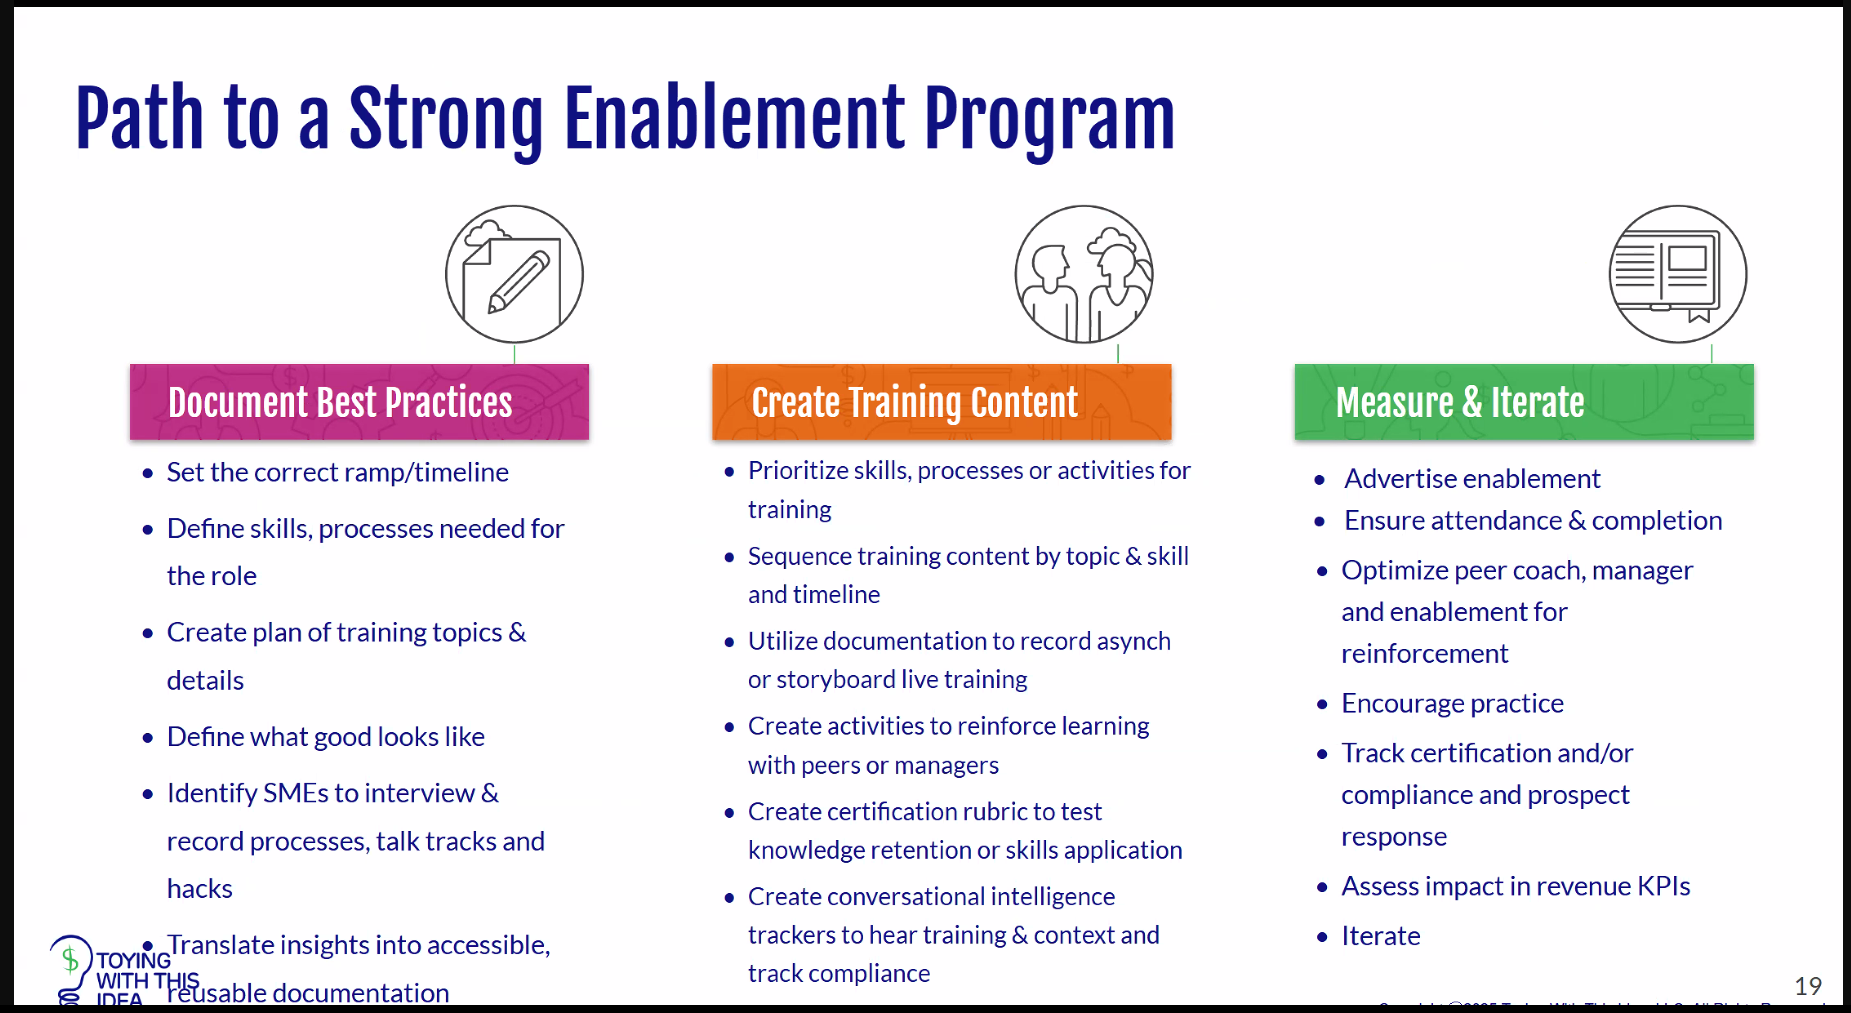 Path to a Strong Enablement Program
Document Best Practices
• Set the correct ramp/timeline
• Define skills, processes needed for
the role
• Create plan of training topics &
details
• Define what good looks like
• Identify SMEs to interview &
record processes, talk tracks and
hacks
• Translate insights into accessible,
reusable documentation
Create Training Content
• Prioritize skills, processes or activities for
training
• Sequence training content by topic & skill
and timeline
• Utilize documentation to record asynch
or storyboard live training
• Create activities to reinforce learning
with peers or managers
• Create certification rubric to test
knowledge retention or skills application
• Create conversational intelligence
trackers to hear training & context and
track compliance
Measure & Iterate
• Advertise enablement
• Ensure attendance & completion
• Optimize peer coach, manager
and enablement for
reinforcement
• Encourage practice
• Track certification and/or
compliance and prospect
response
• Assess impact in revenue KPIs
• Iterate
$
TOYING
WITH THIS
IDEA
19